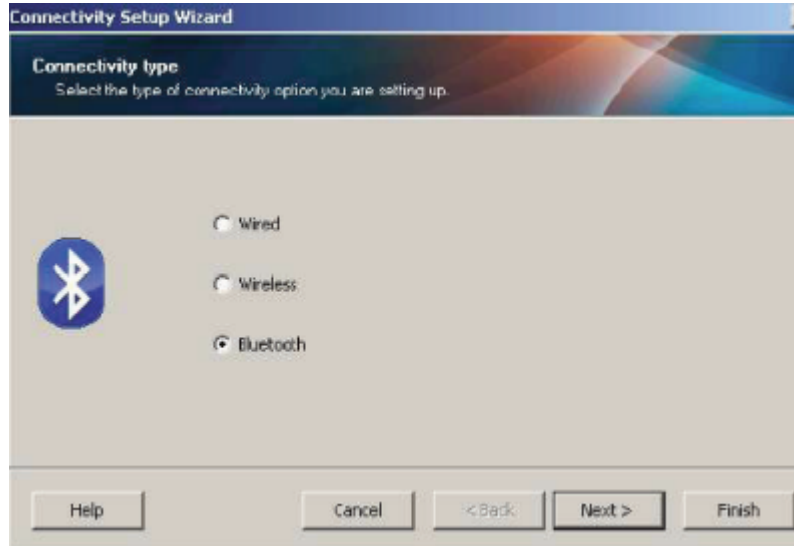 Connectivity Setup Wizard
Connectivity type
Select the type of connectivity option you are setting up.
Wired
Wireless
Bluetooth
Help
Cancel
< Back
Next >
Finish